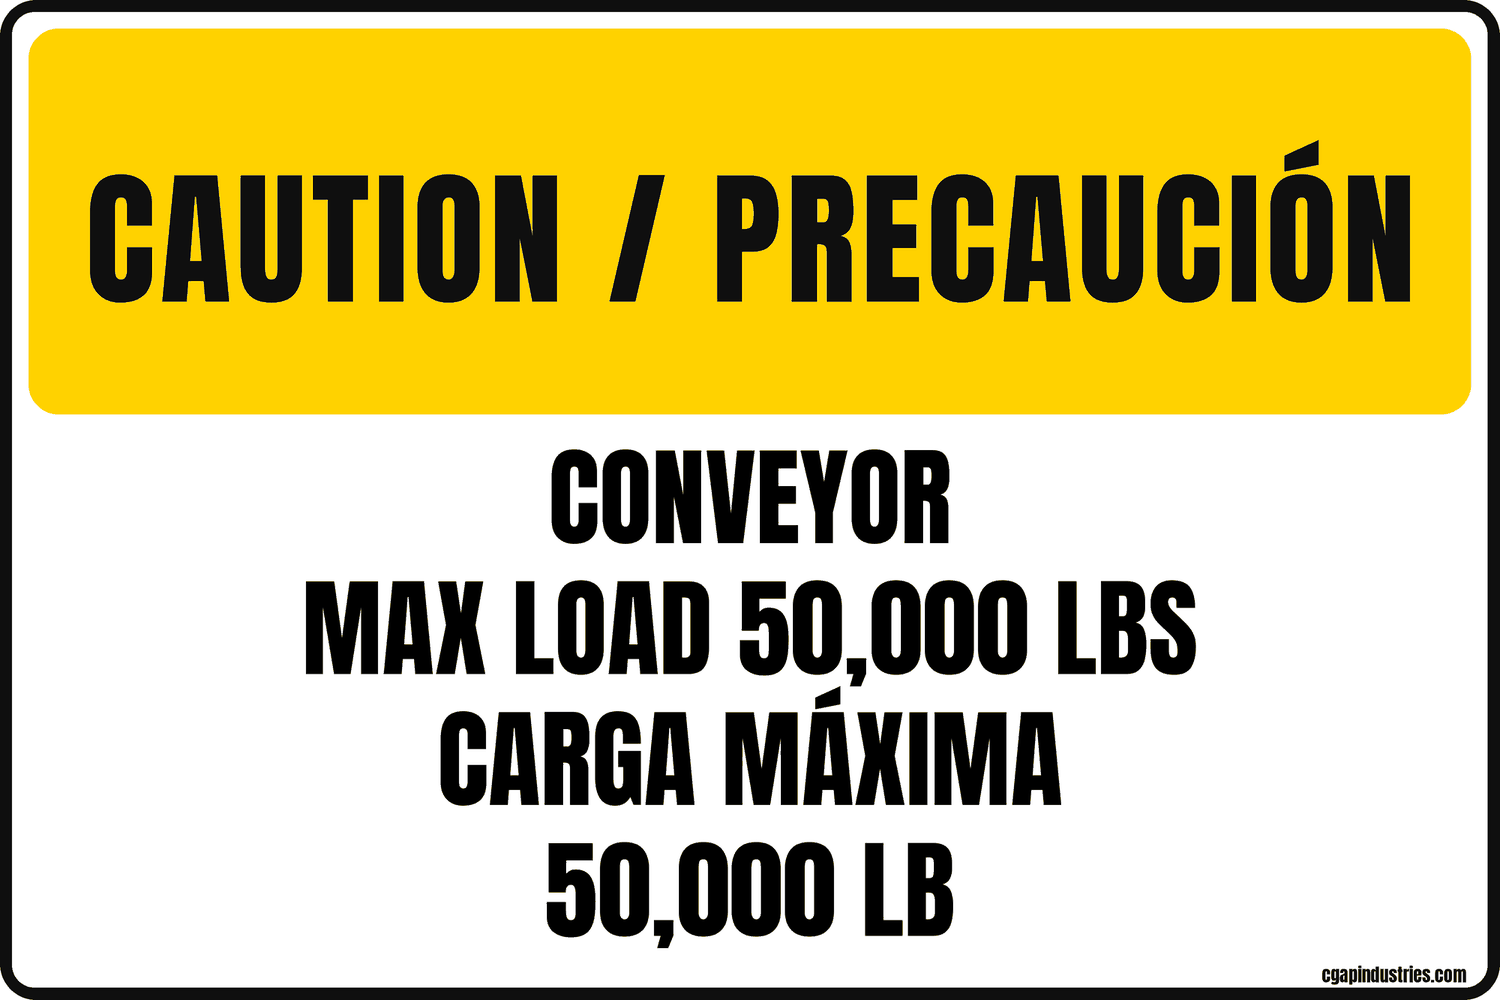 CAUTION / PRECAUCIÓN
CONVEYOR
MAX LOAD 50,000 LBS
CARGA MÁXIMA
50,000 LB
cgapindustries.com